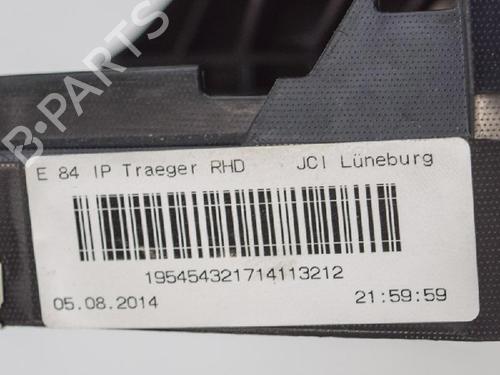 B-PARTS
E 84 IP Traeger RHD JCI Lüneburg
195454321714113212
05.08.2014 21:59:59